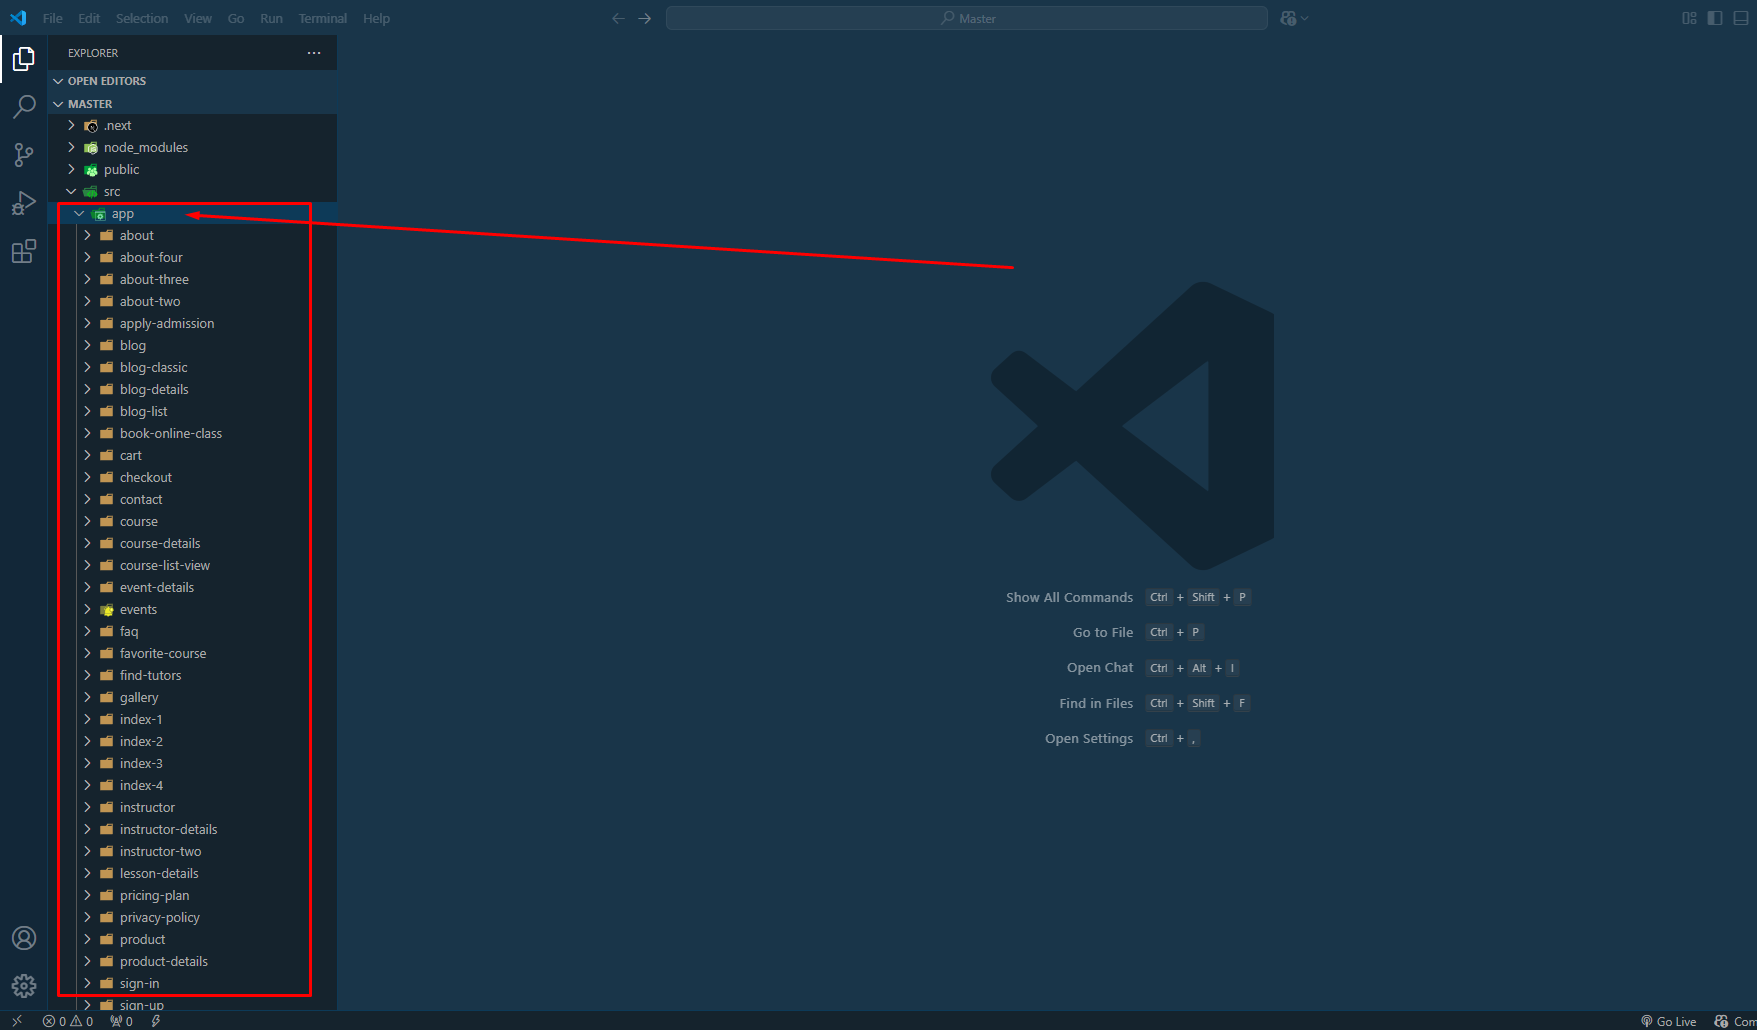 File Edit Selection View Go Run Terminal Help
Master
EXPLORER
OPEN EDITORS
MASTER
.next
node_modules
public
src
app
about
about-four
about-three
about-two
apply-admission
blog
blog-classic
blog-details
blog-list
book-online-class
cart
checkout
contact
course
course-details
course-list-view
event-details
events
faq
favorite-course
find-tutors
gallery
index-1
index-2
index-3
index-4
instructor
instructor-details
instructor-two
lesson-details
pricing-plan
privacy-policy
product
product-details
sign-in
sign-up
Show All Commands Ctrl + Shift + P
Go to File Ctrl + P
Open Chat Ctrl + Alt + I
Find in Files Ctrl + Shift + F
Open Settings Ctrl + ,
0 0 0 Go Live Com